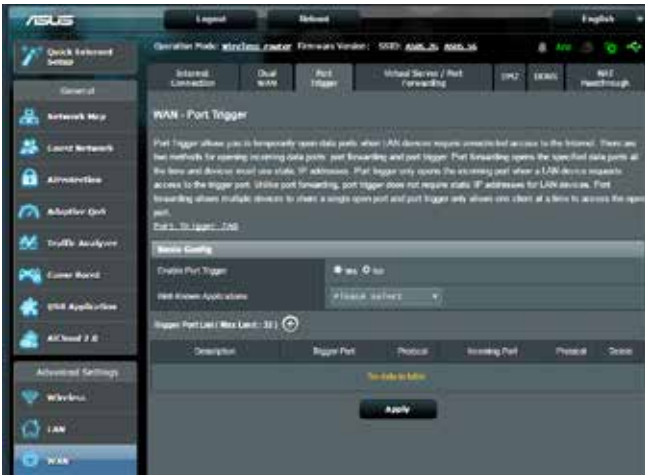 ASUS
Logout
Reboot
English
Quick Internet Setup
Operation Mode: Wireless router Firmware Version: SSID:
Internet Connection
Dual WAN
Port Trigger
Virtual Server / Port Forwarding
DMZ
DDNS
NAT Passthrough
General
Network Map
Guest Network
AiProtection
Adaptive QoS
Traffic Analyzer
Game Boost
USB Application
AiCloud 2.0
Advanced Settings
Wireless
LAN
WAN
WAN - Port Trigger
Port Trigger allows you to temporarily open data ports when LAN devices require unrestricted access to the Internet. There are
two methods for opening incoming data ports: port forwarding and port trigger. Port forwarding opens the specified data ports all
the time and devices must use static IP addresses. Port trigger only opens the incoming port when a LAN device requests
access to the trigger port. Unlike port forwarding, port trigger does not require static IP addresses for LAN devices. Port
forwarding allows multiple devices to share a single open port and port trigger only allows one client at a time to access the open
port.
Port Trigger FAQ
Basic Config
Enable Port Trigger
Yes No
Well-Known Applications
Please select
Trigger Port List ( Max Limit : 32 )
Description
Trigger Port
Protocol
Incoming Port
Protocol
Delete
No data in table.
Apply